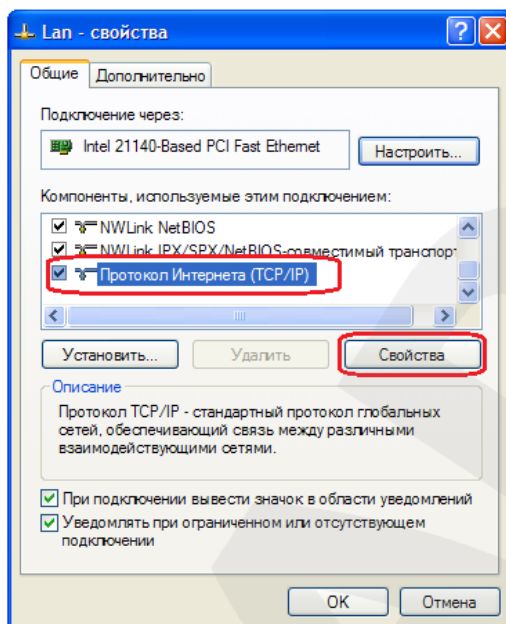 Lan - свойства
Общие
Дополнительно
Подключение через:
Intel 21140-Based PCI Fast Ethernet
Настроить...
Компоненты, используемые этим подключением:
NWLink NetBIOS
NWLink IPX/SPX/NetBIOS-совместимый транспорт
Протокол Интернета (TCP/IP)
Установить...
Удалить
Свойства
Описание
Протокол TCP/IP - стандартный протокол глобальных
сетей, обеспечивающий связь между различными
взаимодействующими сетями.
При подключении вывести значок в области уведомлений
Уведомлять при ограниченном или отсутствующем
подключении
OK
Отмена